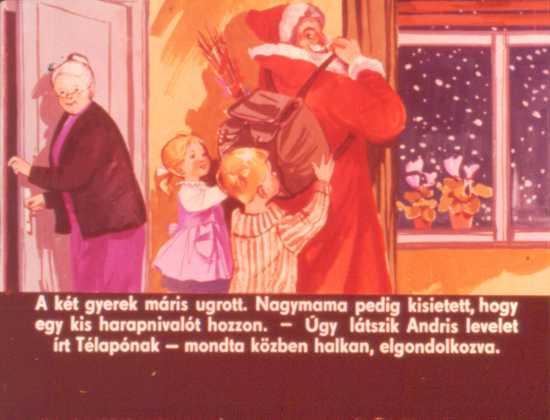 A két gyerek máris ugrott. Nagymama pedig kisietett, hogy
egy kis harapnivalót hozzon. – Úgy látszik Andris levelet
írt Télapónak – mondta közben halkan, elgondolkozva.